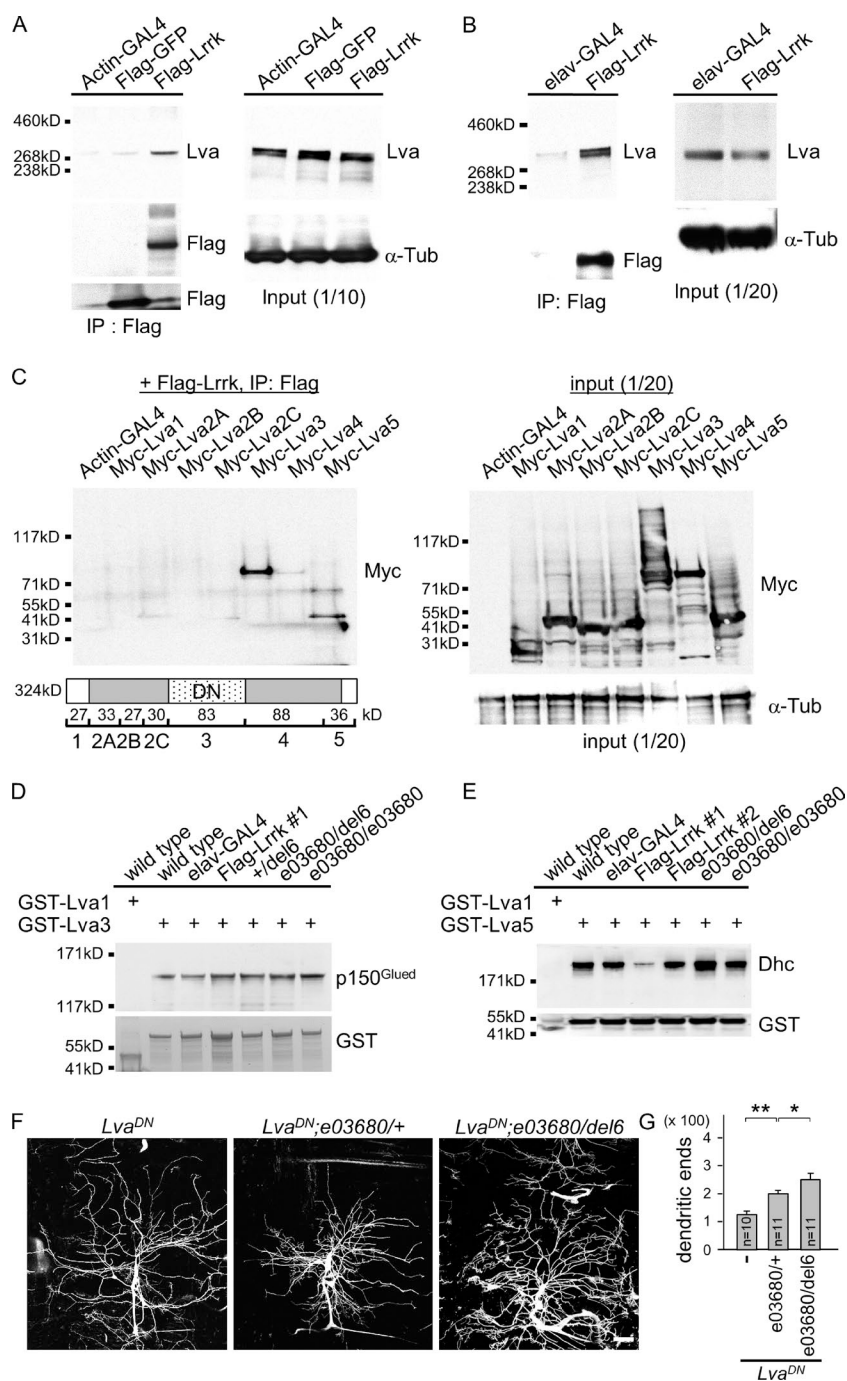 A
Actin-GAL4
Flag-GFP
Flag-Lrrk
460kD
268kD
238kD
Lva
Flag
Flag
IP : Flag
Actin-GAL4
Flag-GFP
Flag-Lrrk
Lva
α-Tub
Input (1/10)
B
elav-GAL4
Flag-Lrrk
460kD
268kD
238kD
Lva
Flag
IP: Flag
elav-GAL4
Flag-Lrrk
Lva
α-Tub
Input (1/20)
C
+ Flag-Lrrk, IP: Flag
Actin-GAL4
Myc-Lva1
Myc-Lva2A
Myc-Lva2B
Myc-Lva2C
Myc-Lva3
Myc-Lva4
Myc-Lva5
117kD
71kD
55kD
41kD
31kD
Myc
324kD
DN
27 33 27 30 83 88 36 kD
1 2A 2B 2C 3 4 5
input (1/20)
Actin-GAL4
Myc-Lva1
Myc-Lva2A
Myc-Lva2B
Myc-Lva2C
Myc-Lva3
Myc-Lva4
Myc-Lva5
117kD
71kD
55kD
41kD
31kD
Myc
α-Tub
input (1/20)
D
wild type
wild type
elav-GAL4
Flag-Lrrk #1
+/del6
e03680/del6
e03680/e03680
GST-Lva1 +
GST-Lva3 + + + + + +
171kD
117kD
p150Glued
55kD
41kD
GST
E
wild type
wild type
elav-GAL4
Flag-Lrrk #1
Flag-Lrrk #2
e03680/del6
e03680/e03680
GST-Lva1 +
GST-Lva5 + + + + + +
171kD
Dhc
55kD
41kD
GST
F
LvaDN
LvaDN;e03680/+
LvaDN;e03680/del6
G
(x 100)
** *
4
3
2
1
0
dendritic ends
n=10 n=11 n=11
-
e03680/+
e03680/del6
LvaDN